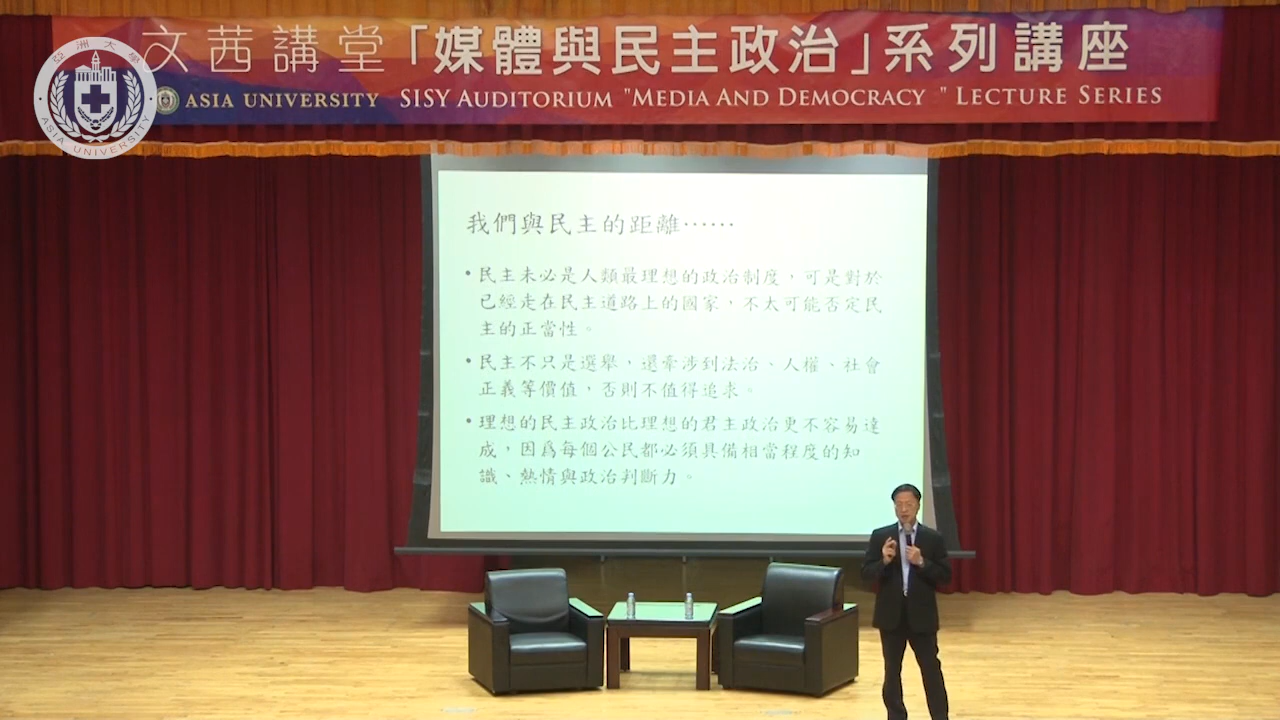 文茜講堂「媒體與民主政治」系列講座
ASIA UNIVERSITY SISY AUDITORIUM "MEDIA AND DEMOCRACY " LECTURE SERIES
亞洲大學
ASIA UNIVERSITY
我們與民主的距離⋯⋯
•民主未必是人類最理想的政治制度，可是對於
已經走在民主道路上的國家，不太可能否定民
主的正當性。
•民主不只是選舉，還牽涉到法治、人權、社會
正義等價值，否則不值得追求。
•理想的民主政治比理想的君主政治更不容易達
成，因為每個公民都必須具備相當程度的知
識、熱情與政治判斷力。